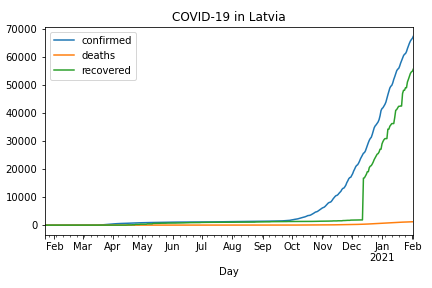 COVID-19 in Latvia
70000
60000
50000
40000
30000
20000
10000
0
confirmed
deaths
recovered
Feb Mar Apr May Jun Jul Aug Sep Oct Nov Dec Jan Feb
2021
Day